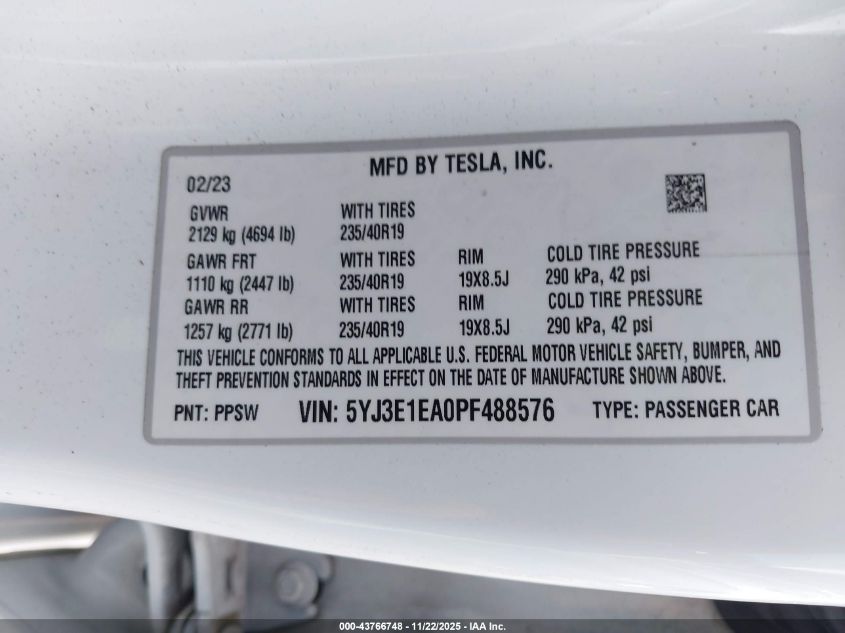 MFD BY TESLA, INC.
02/23
GVWR WITH TIRES
2129 kg (4694 lb) 235/40R19
GAWR FRT WITH TIRES RIM COLD TIRE PRESSURE
1110 kg (2447 lb) 235/40R19 19X8.5J 290 kPa, 42 psi
GAWR RR WITH TIRES RIM COLD TIRE PRESSURE
1257 kg (2771 lb) 235/40R19 19X8.5J 290 kPa, 42 psi
THIS VEHICLE CONFORMS TO ALL APPLICABLE U.S. FEDERAL MOTOR VEHICLE SAFETY, BUMPER, AND
THEFT PREVENTION STANDARDS IN EFFECT ON THE DATE OF MANUFACTURE SHOWN ABOVE.
PNT: PPSW VIN: 5YJ3E1EA0PF488576 TYPE: PASSENGER CAR
000-43766748 - 11/22/2025 - IAA Inc.